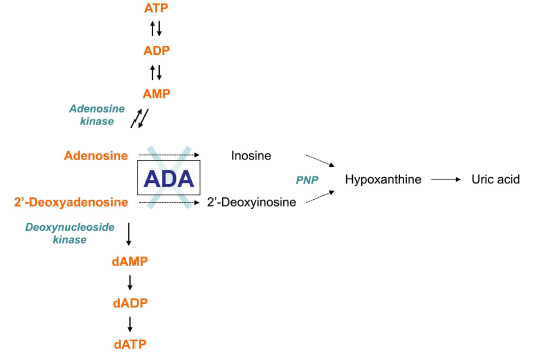 ATP
ADP
AMP
Adenosine
kinase
Adenosine
Inosine
ADA
PNP
Hypoxanthine
Uric acid
2'-Deoxyadenosine
2'-Deoxyinosine
Deoxynucleoside
kinase
dAMP
dADP
dATP